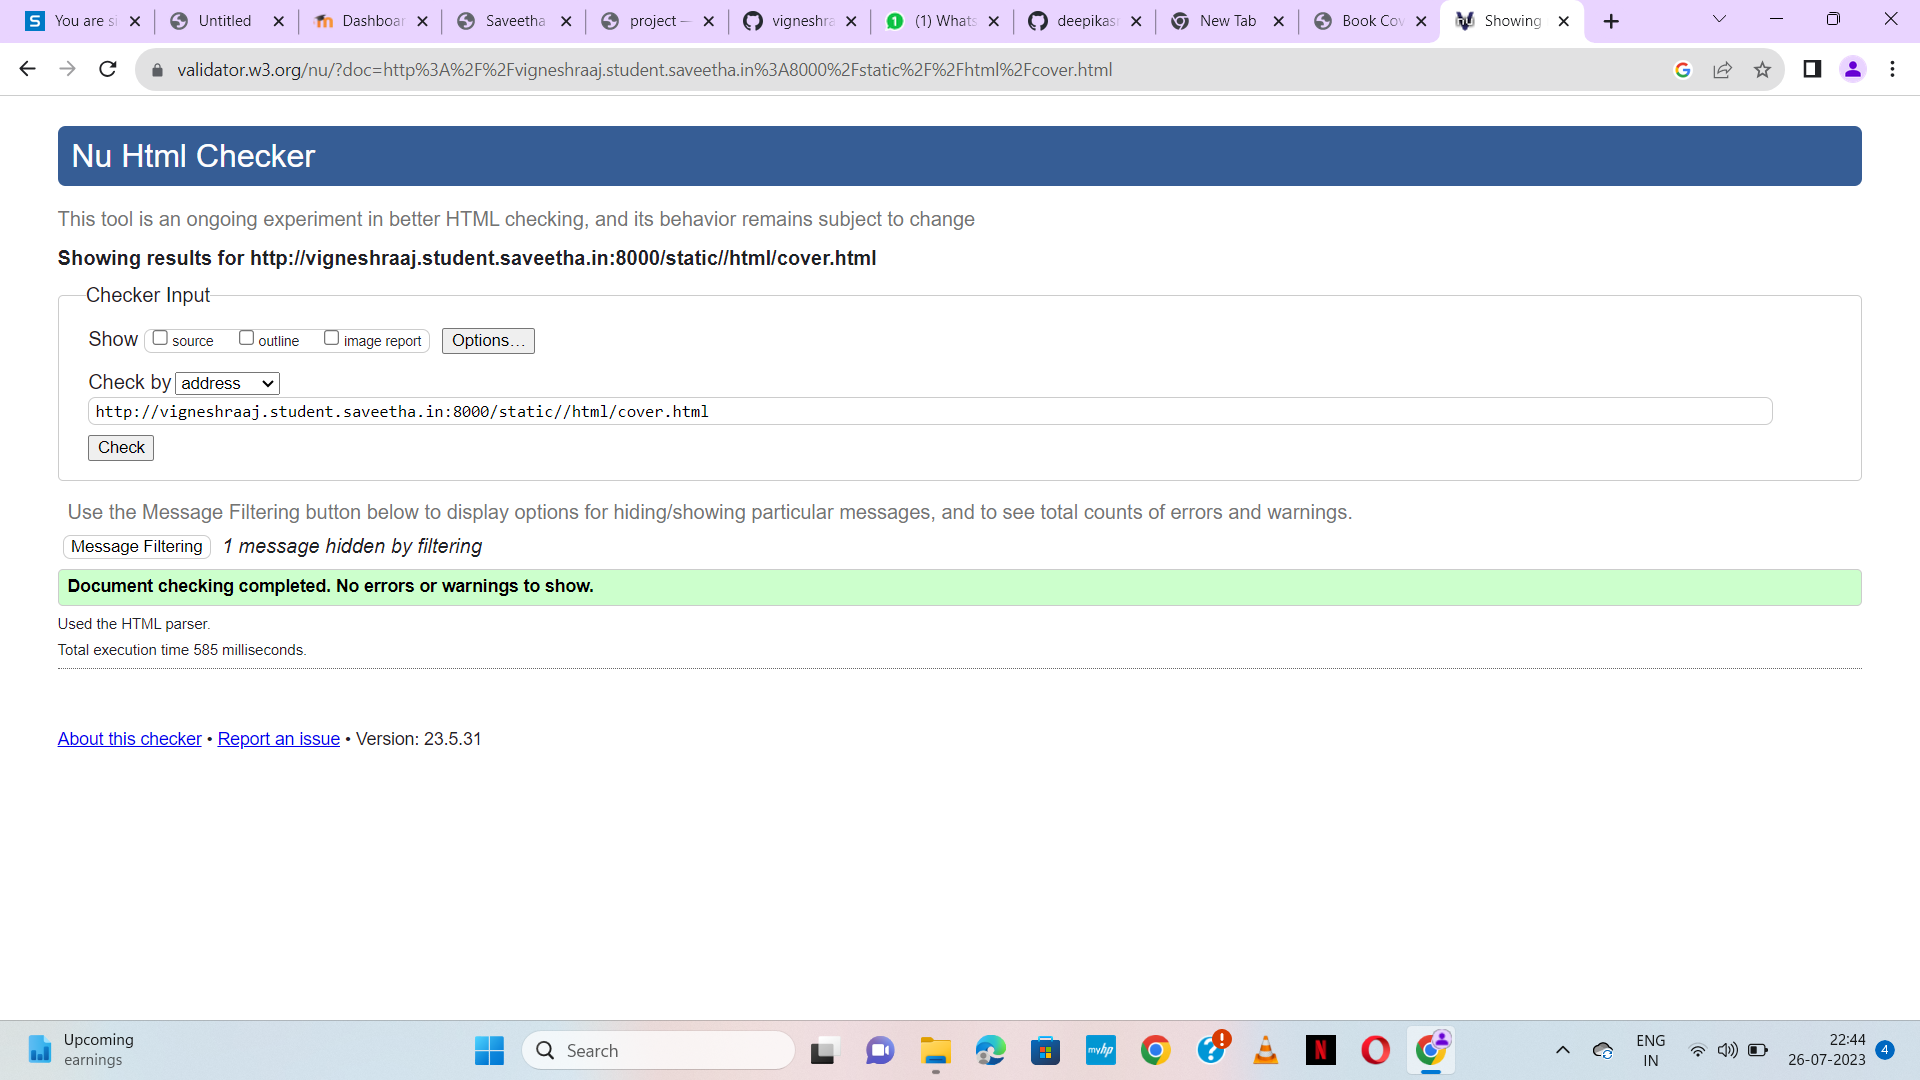 You are si
Untitled
Dashboar
Saveetha
project —
vigneshra
(1) Whats
deepikasr
New Tab
Book Cov
Showing
validator.w3.org/nu/?doc=http%3A%2F%2Fvigneshraaj.student.saveetha.in%3A8000%2Fstatic%2F%2Fhtml%2Fcover.html
Nu Html Checker
This tool is an ongoing experiment in better HTML checking, and its behavior remains subject to change
Showing results for http://vigneshraaj.student.saveetha.in:8000/static//html/cover.html
Checker Input
Show source outline image report Options...
Check by address
http://vigneshraaj.student.saveetha.in:8000/static//html/cover.html
Check
Use the Message Filtering button below to display options for hiding/showing particular messages, and to see total counts of errors and warnings.
Message Filtering 1 message hidden by filtering
Document checking completed. No errors or warnings to show.
Used the HTML parser.
Total execution time 585 milliseconds.
About this checker • Report an issue • Version: 23.5.31
Upcoming
earnings
Search
myhp
N
ENG
IN
22:44
26-07-2023
4